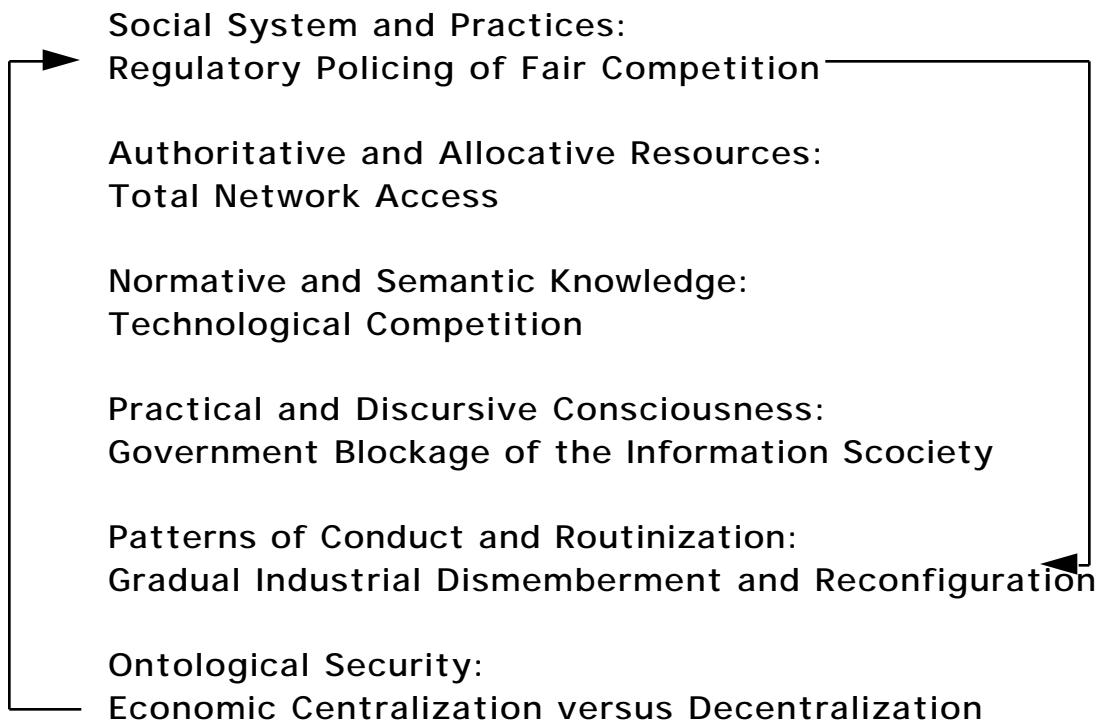 Social System and Practices:
Regulatory Policing of Fair Competition
Authoritative and Allocative Resources:
Total Network Access
Normative and Semantic Knowledge:
Technological Competition
Practical and Discursive Consciousness:
Government Blockage of the Information Scociety
Patterns of Conduct and Routinization:
Gradual Industrial Dismemberment and Reconfiguration
Ontological Security:
Economic Centralization versus Decentralization